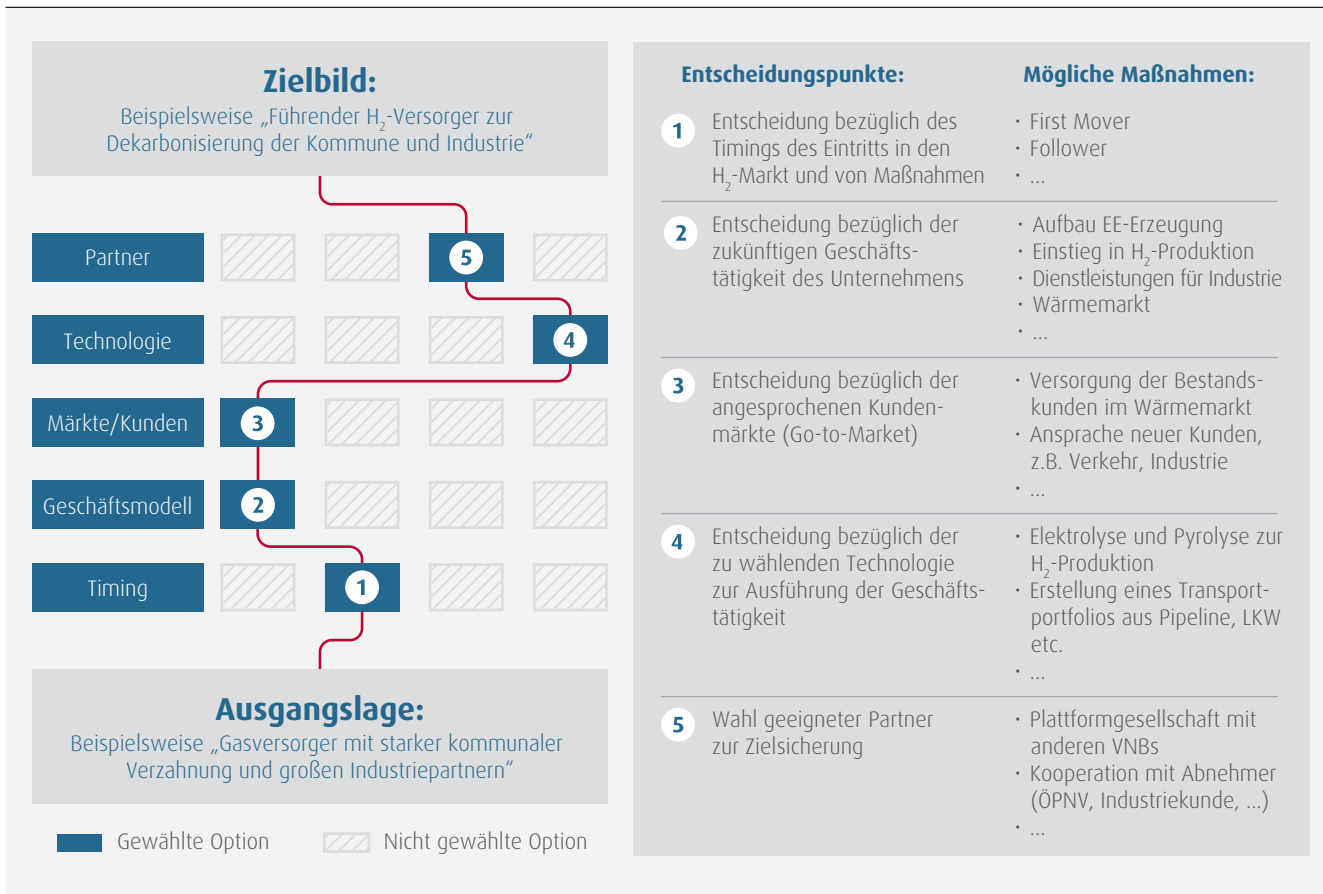 Zielbild:
Beispielsweise „Führender H₂-Versorger zur
Dekarbonisierung der Kommune und Industrie“
Partner
5
Technologie
4
Märkte/Kunden
3
Geschäftsmodell
2
Timing
1
Ausgangslage:
Beispielsweise „Gasversorger mit starker kommunaler
Verzahnung und großen Industriepartnern“
Gewählte Option
Nicht gewählte Option
Entscheidungspunkte:
Mögliche Maßnahmen:
1
Entscheidung bezüglich des
Timings des Eintritts in den
H₂-Markt und von Maßnahmen
· First Mover
· Follower
· ...
2
Entscheidung bezüglich der
zukünftigen Geschäfts-
tätigkeit des Unternehmens
· Aufbau EE-Erzeugung
· Einstieg in H₂-Produktion
· Dienstleistungen für Industrie
· Wärmemarkt
· ...
3
Entscheidung bezüglich der
angesprochenen Kunden-
märkte (Go-to-Market)
· Versorgung der Bestands-
kunden im Wärmemarkt
· Ansprache neuer Kunden,
z.B. Verkehr, Industrie
· ...
4
Entscheidung bezüglich der
zu wählenden Technologie
zur Ausführung der Geschäfts-
tätigkeit
· Elektrolyse und Pyrolyse zur
H₂-Produktion
· Erstellung eines Transport-
portfolios aus Pipeline, LKW
etc.
· ...
5
Wahl geeigneter Partner
zur Zielsicherung
· Plattformgesellschaft mit
anderen VNBs
· Kooperation mit Abnehmer
(ÖPNV, Industriekunde, ...)
· ...